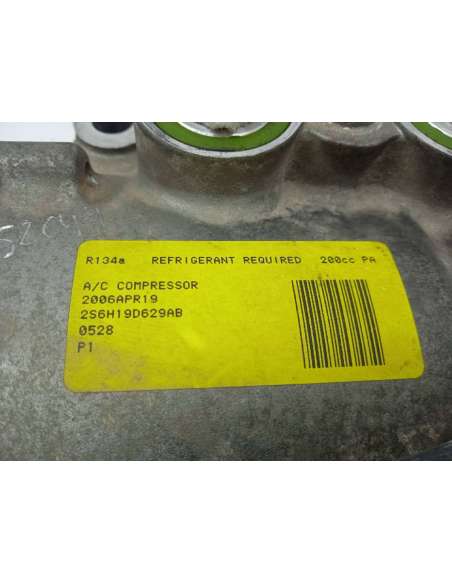 R134a REFRIGERANT REQUIRED 200cc PA
A/C COMPRESSOR
2006APR19
2S6H19D629AB
0528
P1